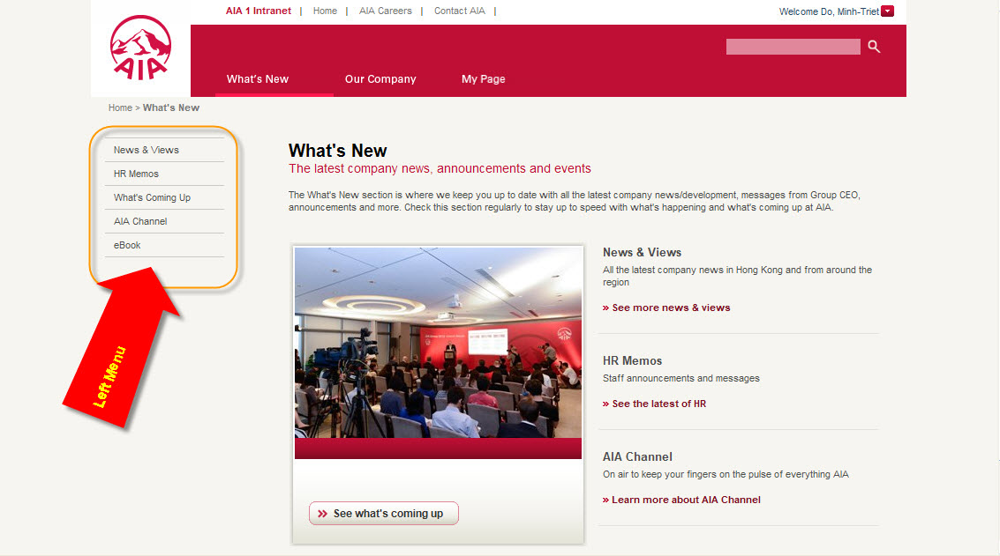 AIA 1 Intranet | Home | AIA Careers | Contact AIA |
Welcome Do, Minh-Triet
AIA
What's New Our Company My Page
Home > What's New
News & Views
HR Memos
What's Coming Up
AIA Channel
eBook
Left Menu
What's New
The latest company news, announcements and events
The What's New section is where we keep you up to date with all the latest company news/development, messages from Group CEO,
announcements and more. Check this section regularly to stay up to speed with what's happening and what's coming up at AIA.
» See what's coming up
News & Views
All the latest company news in Hong Kong and from around the
region
» See more news & views
HR Memos
Staff announcements and messages
» See the latest of HR
AIA Channel
On air to keep your fingers on the pulse of everything AIA
» Learn more about AIA Channel